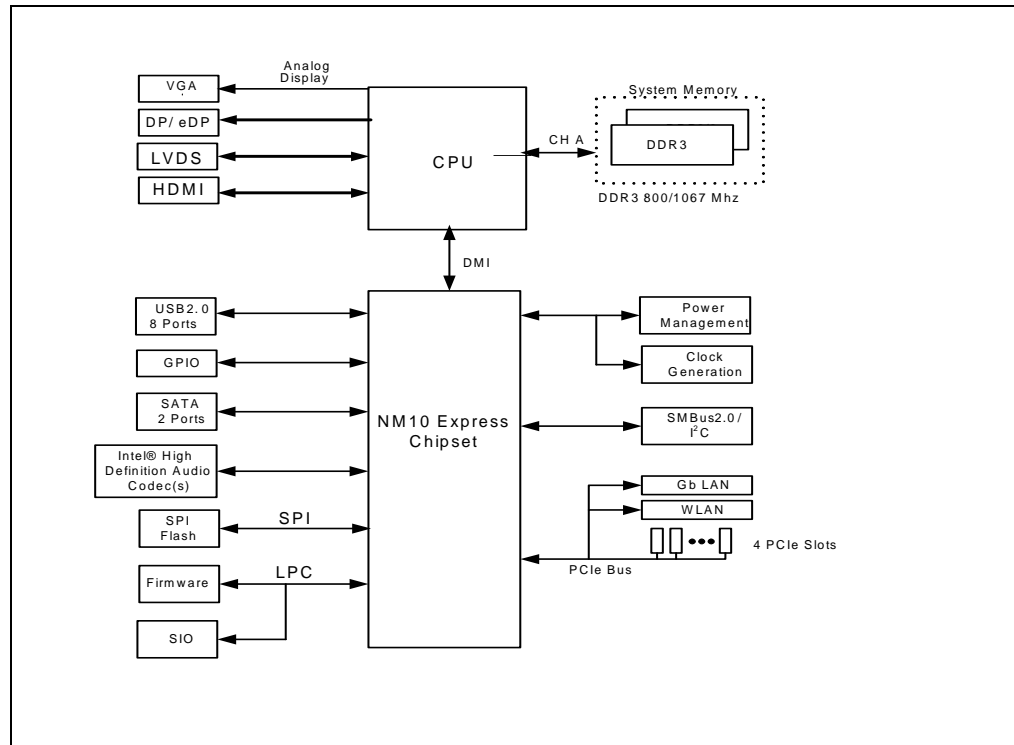 Analog
Display
VGA
DP/ eDP
LVDS
HDMI
CPU
CH A
System Memory
DDR3
DDR3 800/1067 Mhz
DMI
USB2.0
8 Ports
GPIO
SATA
2 Ports
Intel® High
Definition Audio
Codec(s)
SPI
Flash
SPI
Firmware
LPC
SIO
NM10 Express
Chipset
Power
Management
Clock
Generation
SMBus2.0/
I²C
Gb LAN
WLAN
4 PCIe Slots
PCIe Bus